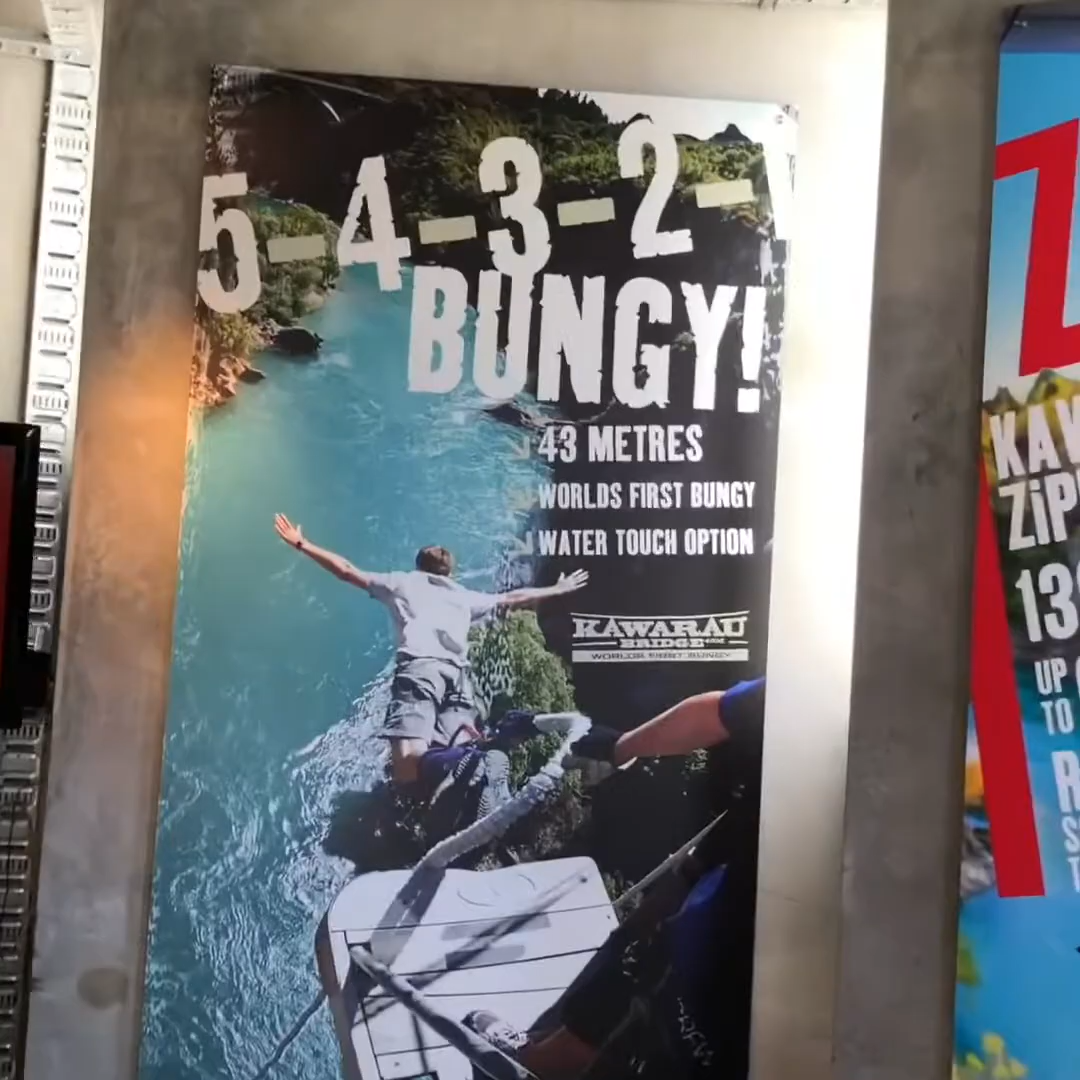 5-4-3-2-1
BUNGY!
43 METRES
WORLDS FIRST BUNGY
WATER TOUCH OPTION
KAWARAU
BRIDGE
WORLDS FIRST BUNGY
Z
KAW
ZiP
13
UP
TO
R
S
T